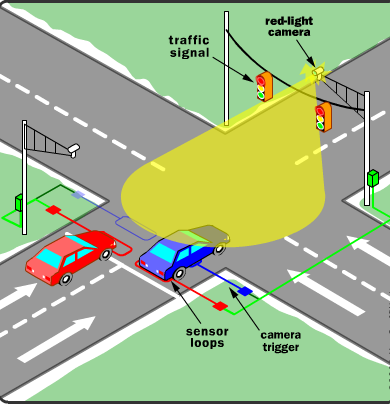 red-light
camera
traffic
signal
sensor
loops
camera
trigger